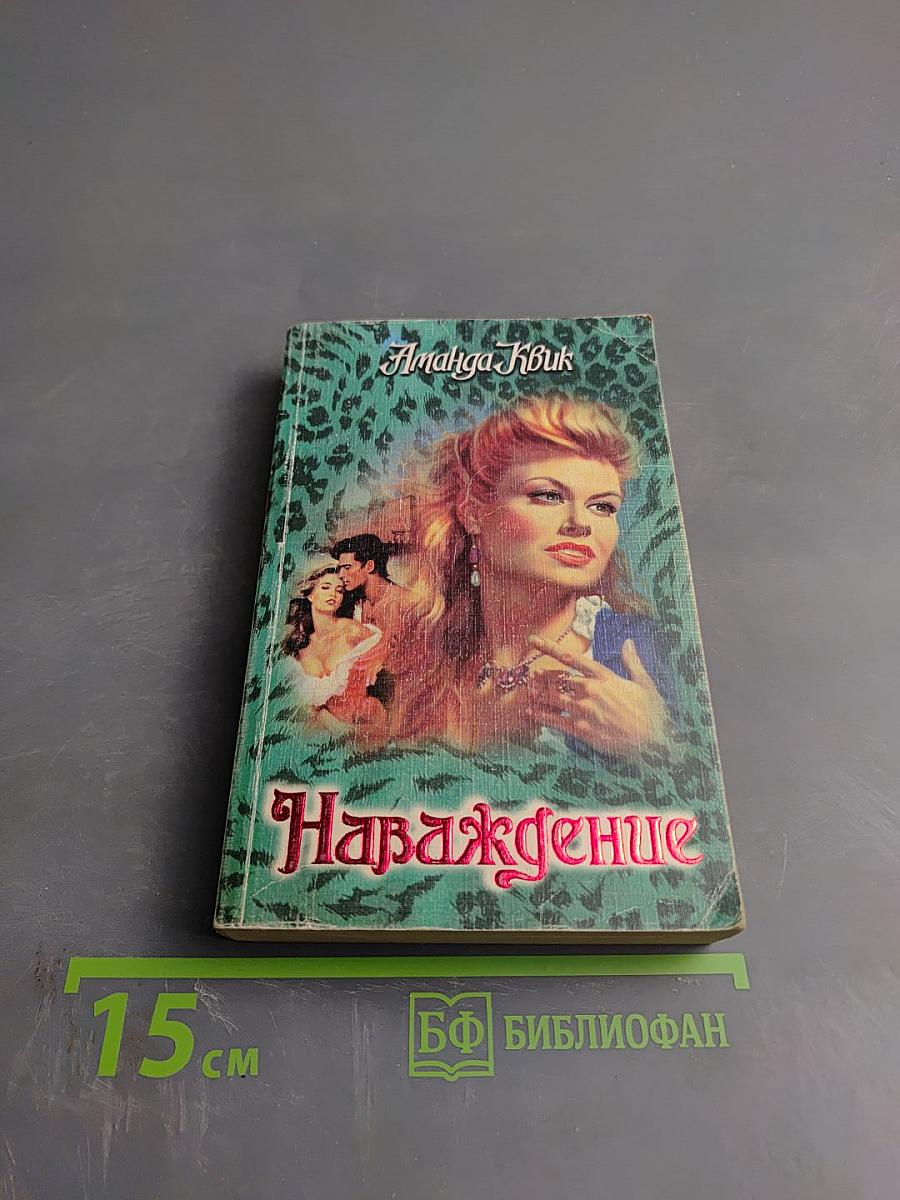 Аманда Квик
Наваждение
15 см
БФ БИБЛИОФАН